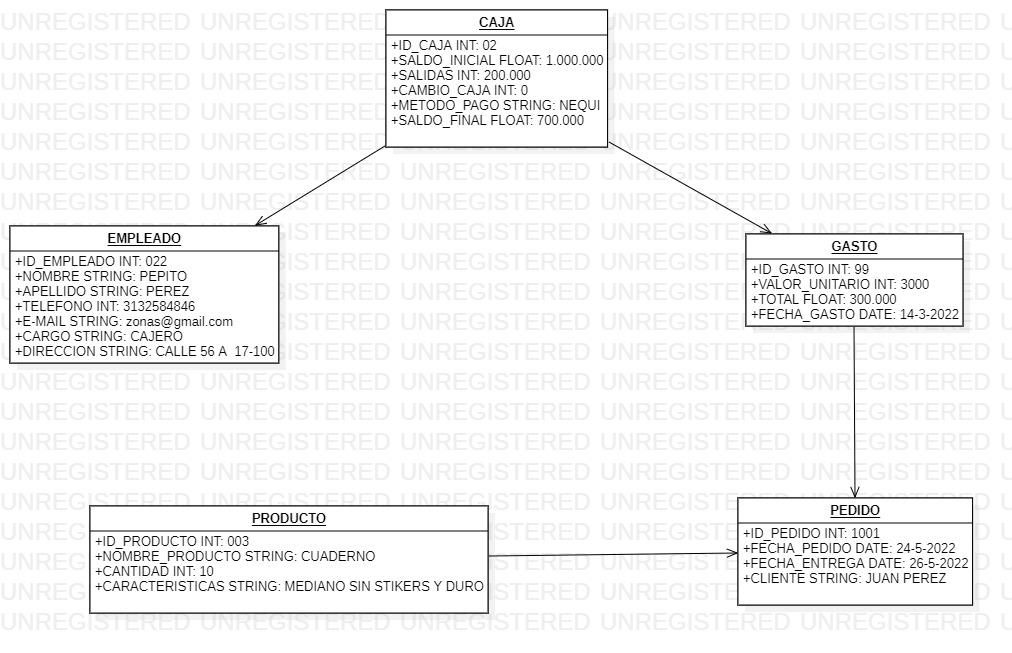 CAJA
+ID_CAJA INT: 02
+SALDO_INICIAL FLOAT: 1.000.000
+SALIDAS INT: 200.000
+CAMBIO_CAJA INT: 0
+METODO_PAGO STRING: NEQUI
+SALDO_FINAL FLOAT: 700.000
EMPLEADO
+ID_EMPLEADO INT: 022
+NOMBRE STRING: PEPITO
+APELLIDO STRING: PEREZ
+TELEFONO INT: 3132584846
+E-MAIL STRING: zonas@gmail.com
+CARGO STRING: CAJERO
+DIRECCION STRING: CALLE 56 A  17-100
GASTO
+ID_GASTO INT: 99
+VALOR_UNITARIO INT: 3000
+TOTAL FLOAT: 300.000
+FECHA_GASTO DATE: 14-3-2022
PRODUCTO
+ID_PRODUCTO INT: 003
+NOMBRE_PRODUCTO STRING: CUADERNO
+CANTIDAD INT: 10
+CARACTERISTICAS STRING: MEDIANO SIN STIKERS Y DURO
PEDIDO
+ID_PEDIDO INT: 1001
+FECHA_PEDIDO DATE: 24-5-2022
+FECHA_ENTREGA DATE: 26-5-2022
+CLIENTE STRING: JUAN PEREZ
UNREGISTERED